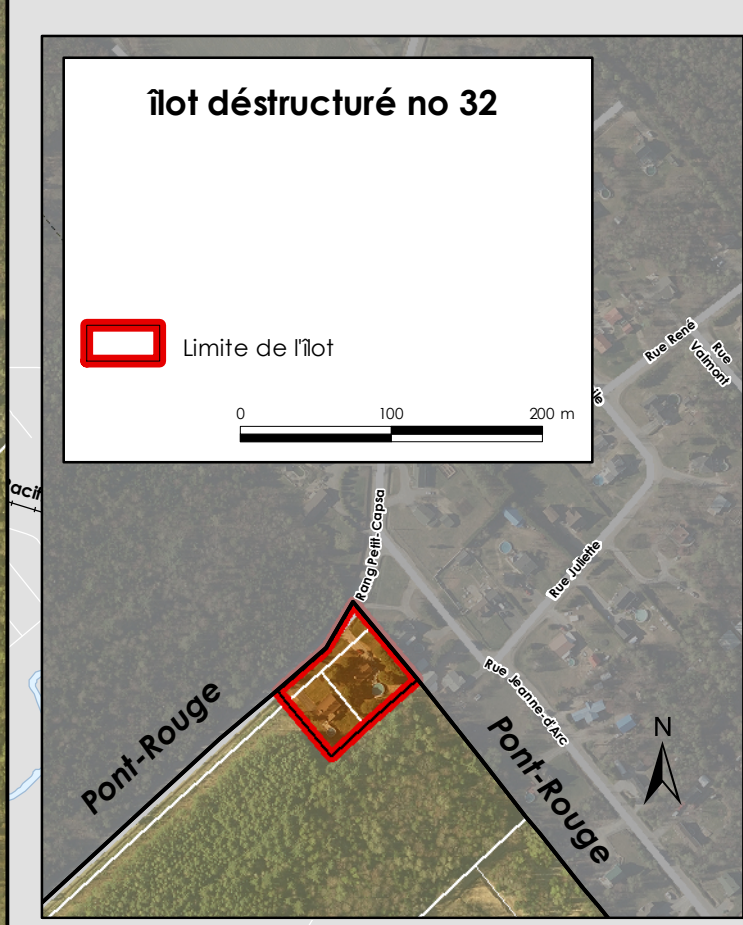 îlot déstructuré no 32
Limite de l'îlot
0 100 200 m
Rue René
Rue
Valmont
Rang Petit-Capsa
Rue Juliette
Rue Jeanne-d'Arc
Pont-Rouge
Pont-Rouge
N